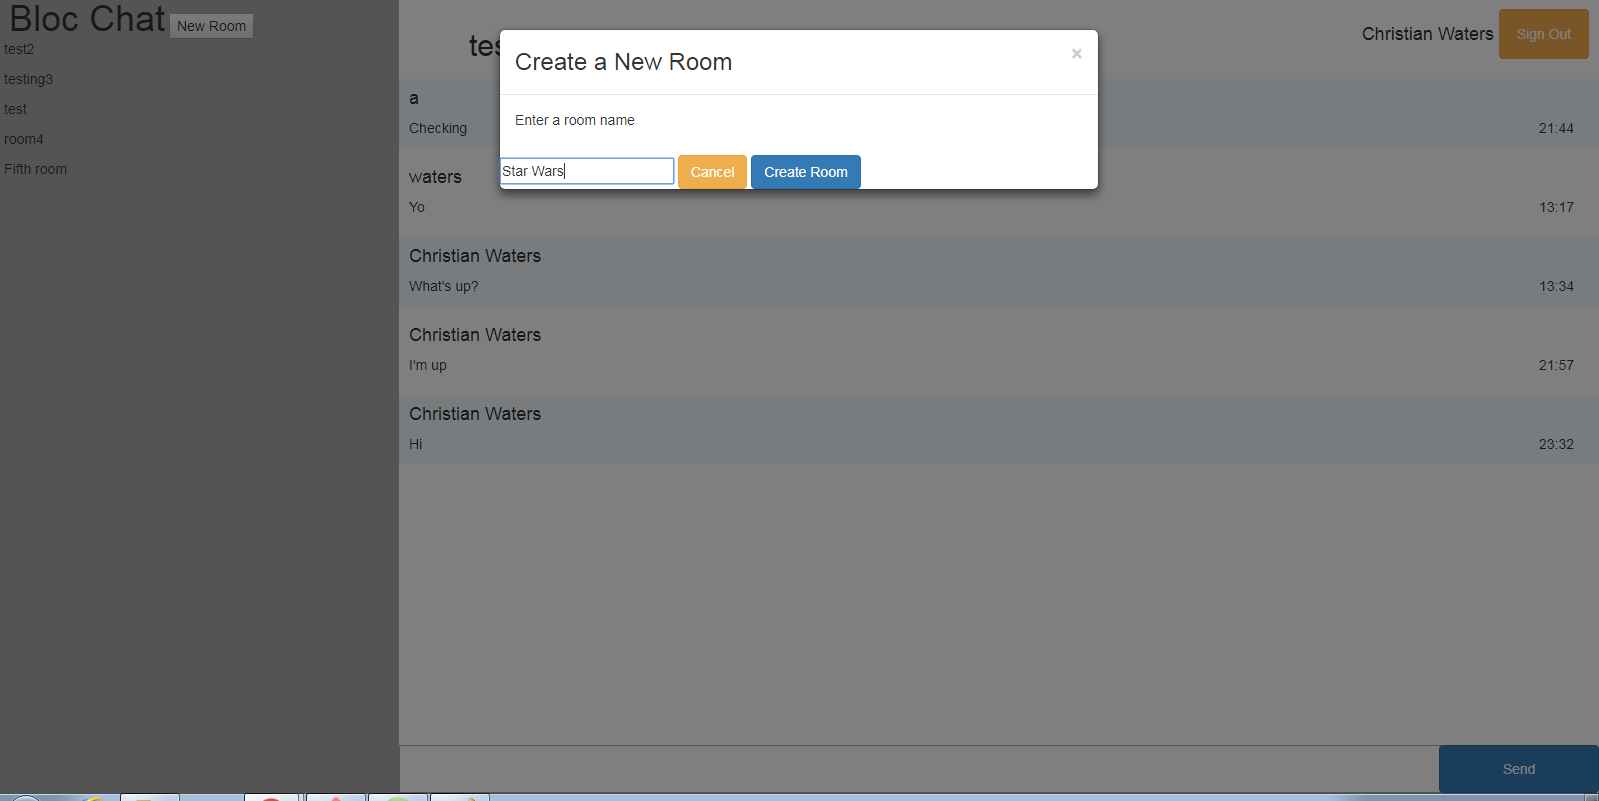 Bloc Chat New Room
test2
testing3
test
room4
Fifth room
Christian Waters Sign Out
Create a New Room ×
Enter a room name
Star Wars Cancel Create Room
a
Checking 21:44
waters
Yo 13:17
Christian Waters
What's up? 13:34
Christian Waters
I'm up 21:57
Christian Waters
Hi 23:32
Send